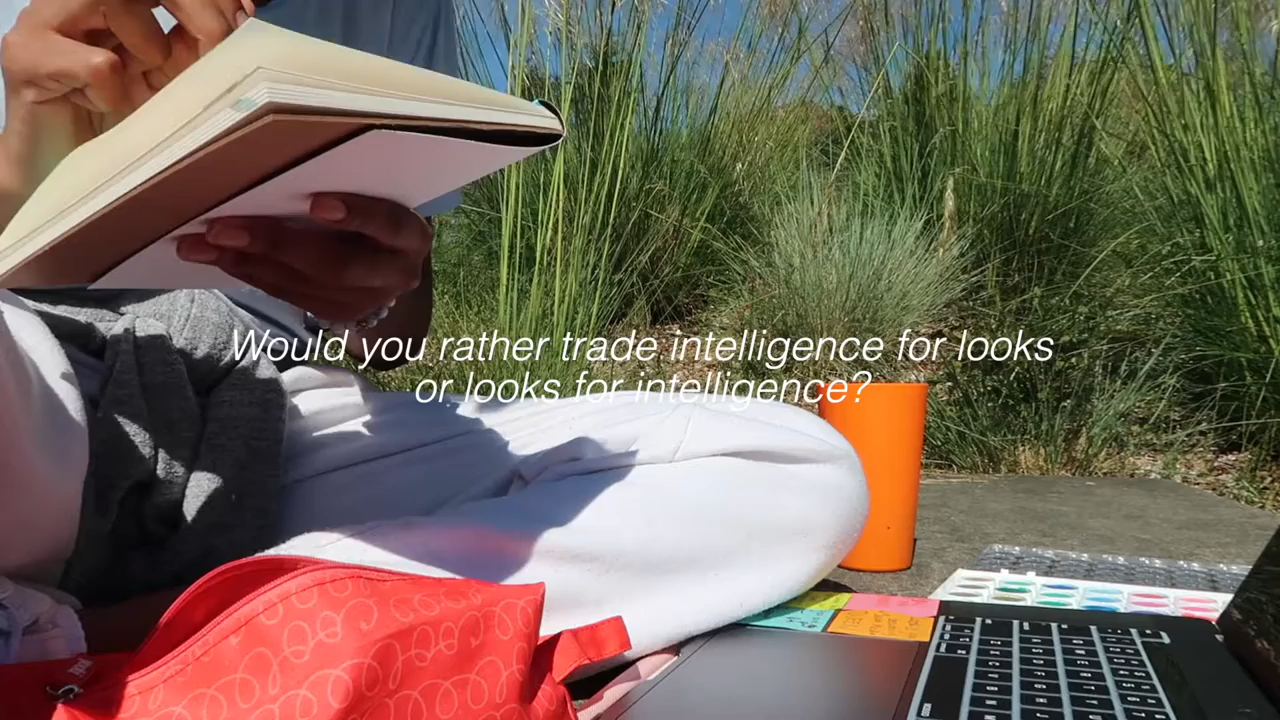 Would you rather trade intelligence for looks
or looks for intelligence?